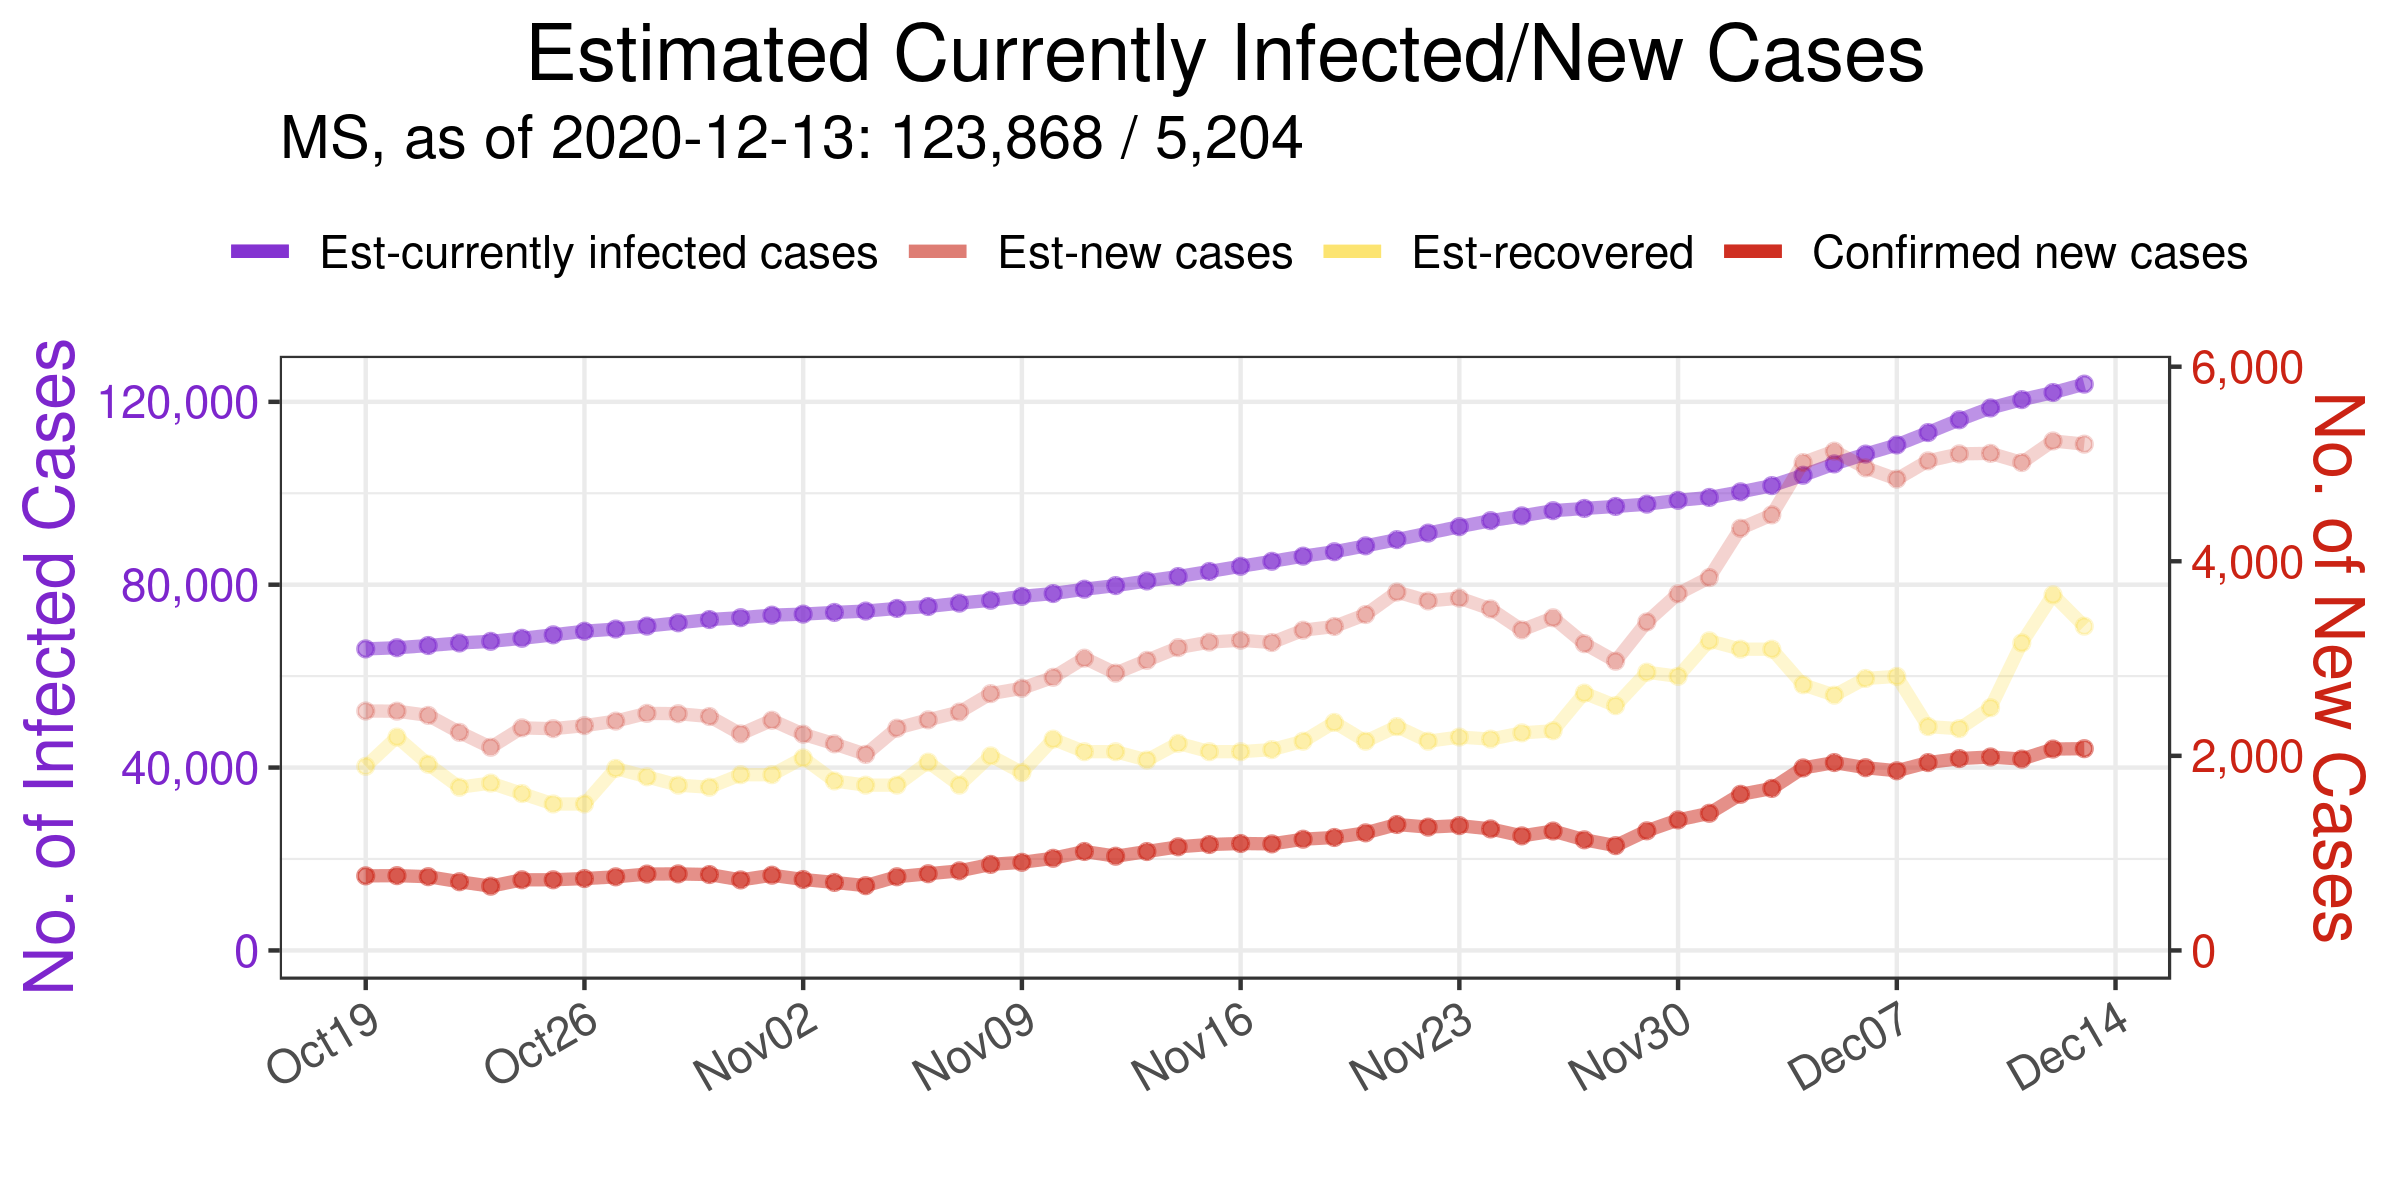 Estimated Currently Infected/New Cases
MS, as of 2020-12-13: 123,868 / 5,204
Est-currently infected cases Est-new cases Est-recovered Confirmed new cases
No. of Infected Cases
120,000
80,000
40,000
0
6,000
4,000
2,000
0
No. of New Cases
Oct19 Oct26 Nov02 Nov09 Nov16 Nov23 Nov30 Dec07 Dec14